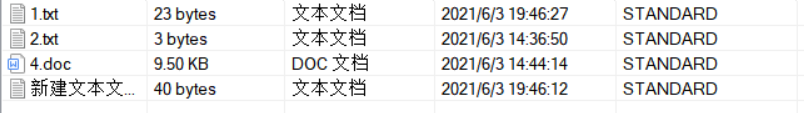 1.txt 23 bytes 文本文档 2021/6/3 19:46:27 STANDARD
2.txt 3 bytes 文本文档 2021/6/3 14:36:50 STANDARD
4.doc 9.50 KB DOC 文档 2021/6/3 14:44:14 STANDARD
新建文本文... 40 bytes 文本文档 2021/6/3 19:46:12 STANDARD